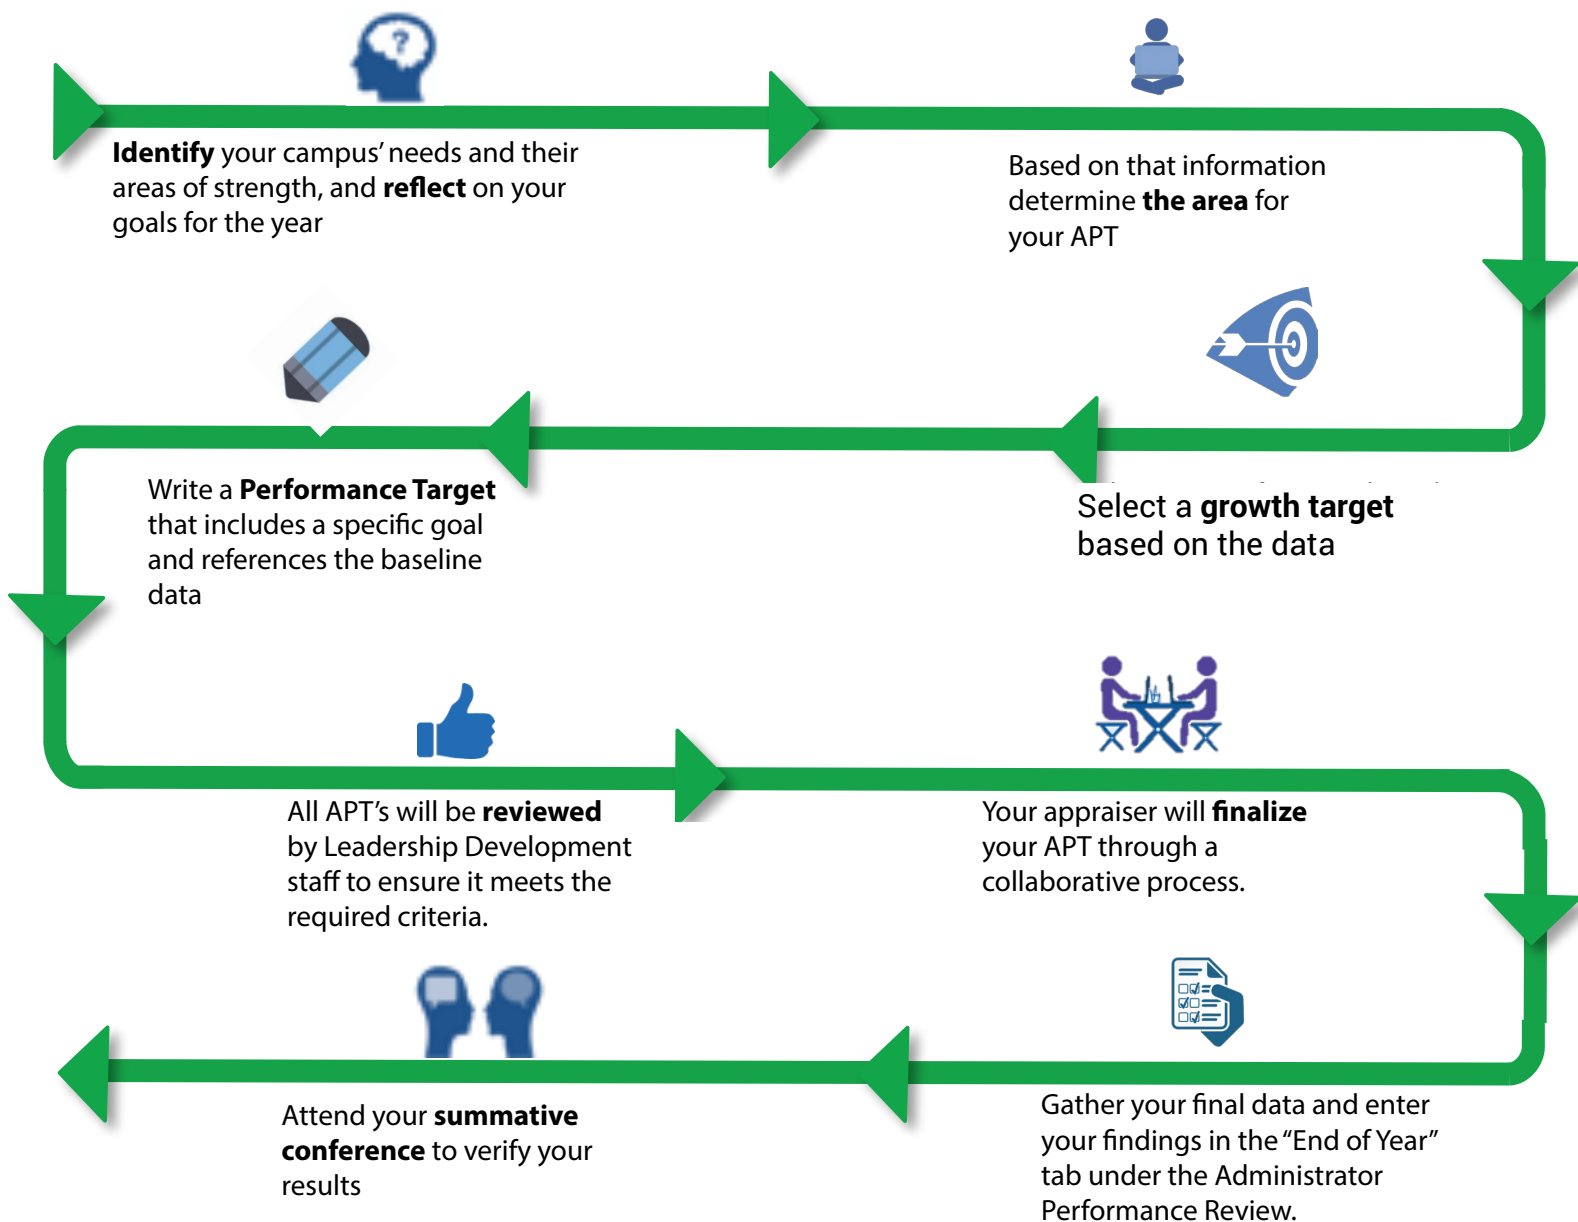 Identify your campus’ needs and their
areas of strength, and reflect on your
goals for the year
Based on that information
determine the area for
your APT
Select a growth target
based on the data
Write a Performance Target
that includes a specific goal
and references the baseline
data
All APT’s will be reviewed
by Leadership Development
staff to ensure it meets the
required criteria.
Your appraiser will finalize
your APT through a
collaborative process.
Gather your final data and enter
your findings in the “End of Year”
tab under the Administrator
Performance Review.
Attend your summative
conference to verify your
results